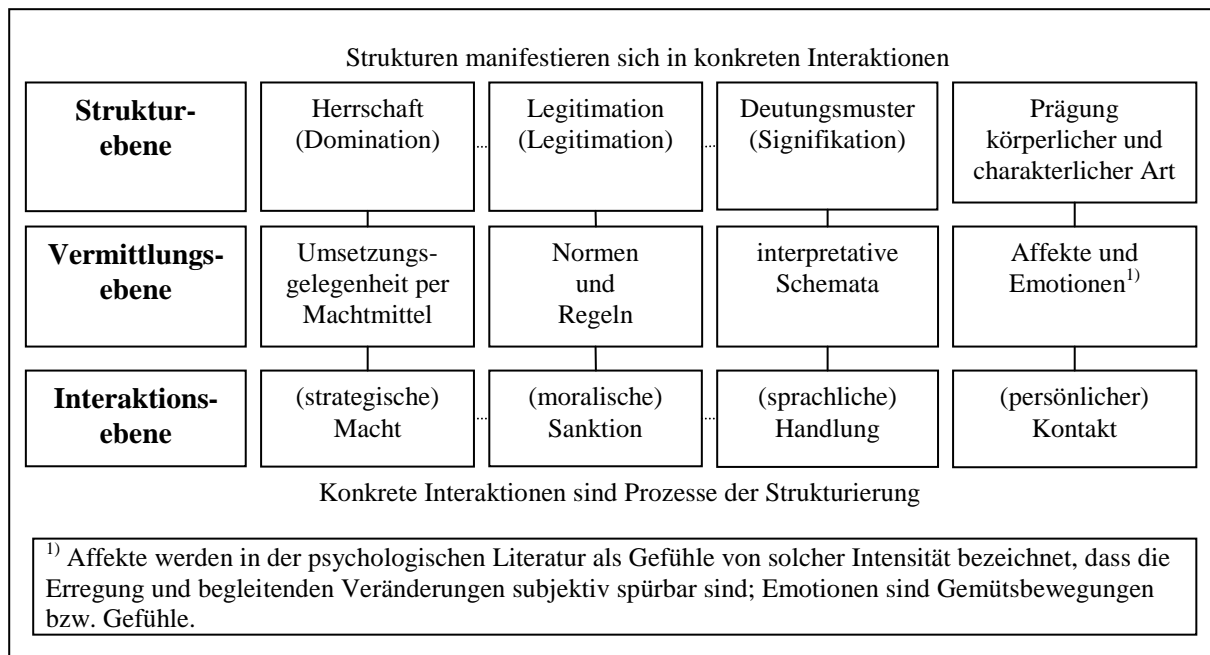 Strukturen manifestieren sich in konkreten Interaktionen
Struktur-
ebene
Herrschaft
(Domination)
...
Legitimation
(Legitimation)
...
Deutungsmuster
(Signifikation)
Prägung
körperlicher und
charakterlicher Art
Vermittlungs-
ebene
Umsetzungs-
gelegenheit per
Machtmittel
Normen
und
Regeln
interpretative
Schemata
Affekte und
Emotionen1)
Interaktions-
ebene
(strategische)
Macht
...
(moralische)
Sanktion
...
(sprachliche)
Handlung
(persönlicher)
Kontakt
Konkrete Interaktionen sind Prozesse der Strukturierung
1) Affekte werden in der psychologischen Literatur als Gefühle von solcher Intensität bezeichnet, dass die
Erregung und begleitenden Veränderungen subjektiv spürbar sind; Emotionen sind Gemütsbewegungen
bzw. Gefühle.